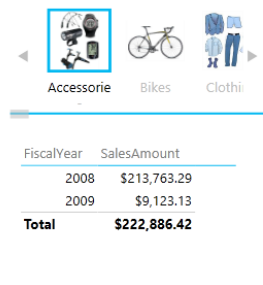 Accessorie Bikes Clothi
FiscalYear SalesAmount
2008 $213,763.29
2009 $9,123.13
Total $222,886.42